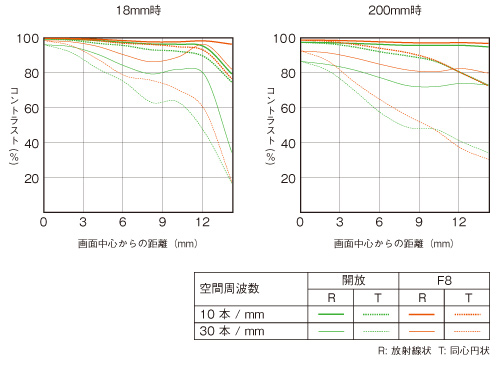 18mm時
200mm時
100
80
60
40
20
コントラスト(%)
0 3 6 9 12
画面中心からの距離 (mm)
100
80
60
40
20
コントラスト(%)
0 3 6 9 12
画面中心からの距離 (mm)
空間周波数 開放 F8
R T R T
10 本 / mm
30 本 / mm
R: 放射線状 T: 同心円状